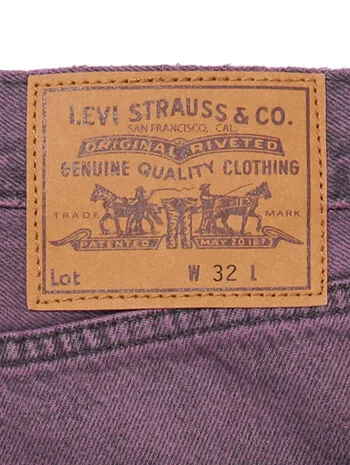 LEVI STRAUSS & CO.
SAN FRANCISCO, CAL.
ORIGINAL RIVETED
GENUINE QUALITY CLOTHING
TRADE MARK
PATENTED MAY 20 1873
Lot W 32 L